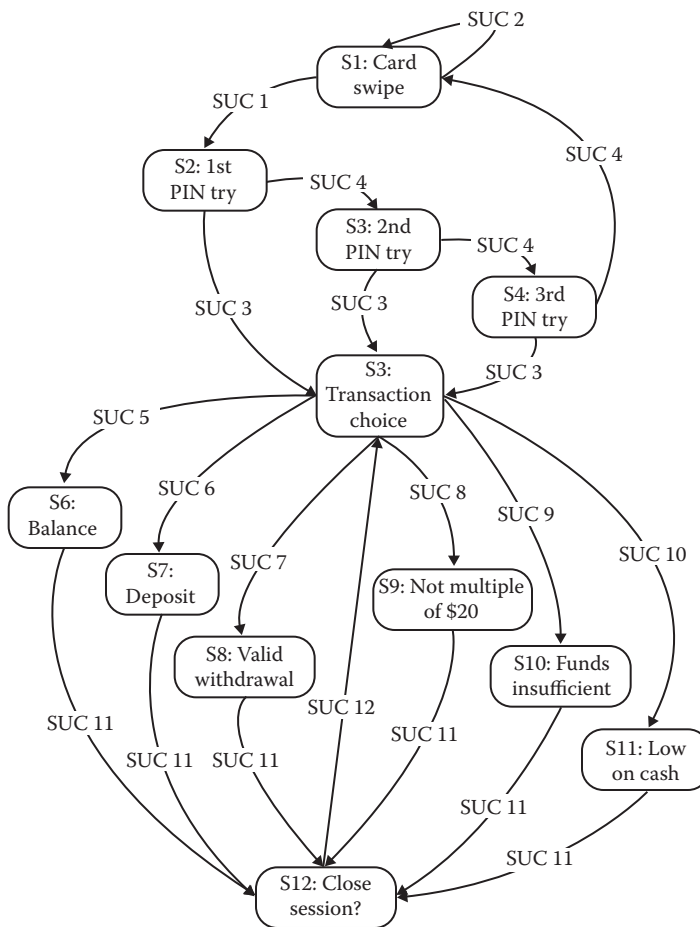 SUC 2
S1: Card
swipe
SUC 1
SUC 4
S2: 1st
PIN try
SUC 4
S3: 2nd
PIN try
SUC 4
S4: 3rd
PIN try
SUC 3
SUC 3
SUC 3
S3:
Transaction
choice
SUC 5
SUC 6
SUC 8
SUC 9
S6:
Balance
SUC 7
SUC 10
S7:
Deposit
S9: Not multiple
of $20
S8: Valid
withdrawal
S10: Funds
insufficient
SUC 12
SUC 11
SUC 11
SUC 11
SUC 11
S11: Low
on cash
SUC 11
SUC 11
S12: Close
session?